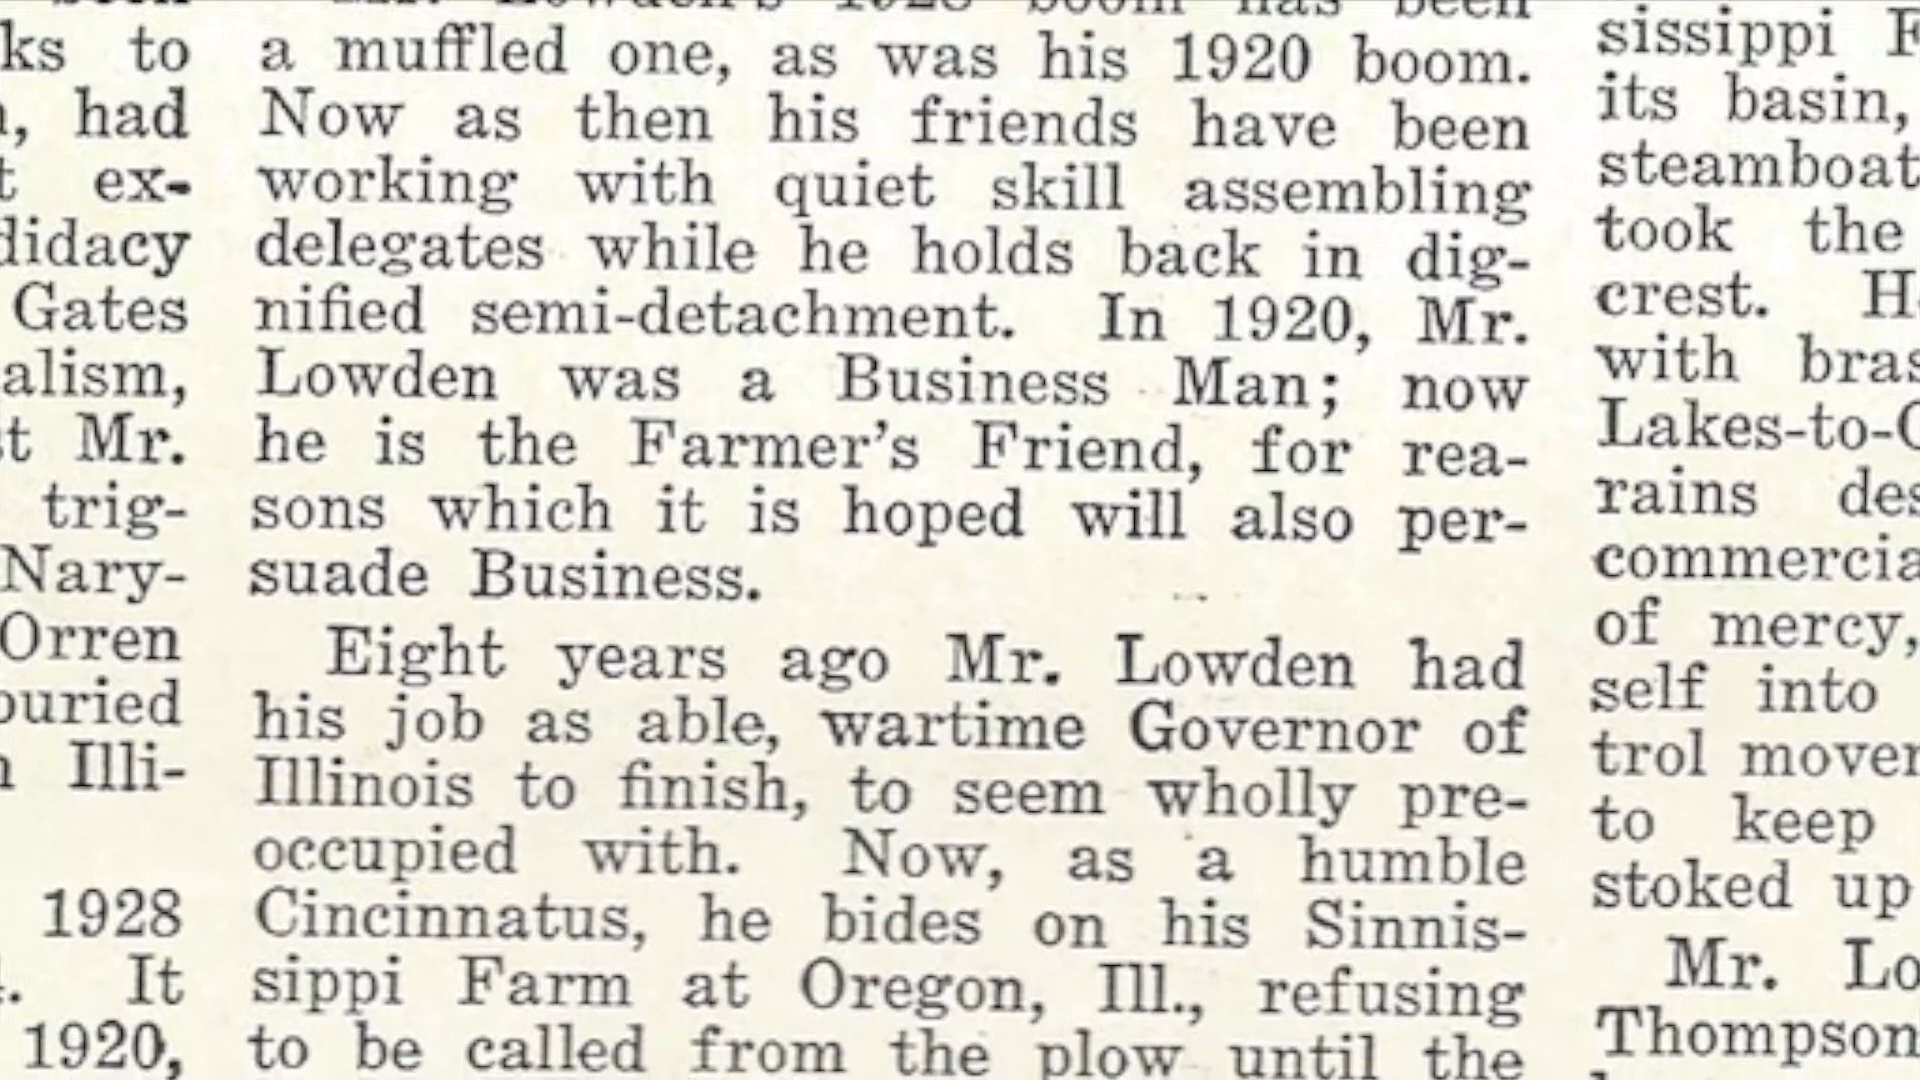 ks to
, had
ex-
didacy
Gates
alism,
st Mr.
trig-
Nary-
Orren
buried
Illi-
1928
It
1920,
Mr. Lowden's 1928 boom has been
a muffled one, as was his 1920 boom.
Now as then his friends have been
working with quiet skill assembling
delegates while he holds back in dig-
nified semi-detachment. In 1920, Mr.
Lowden was a Business Man; now
he is the Farmer's Friend, for rea-
sons which it is hoped will also per-
suade Business.
Eight years ago Mr. Lowden had
his job as able, wartime Governor of
Illinois to finish, to seem wholly pre-
occupied with. Now, as a humble
Cincinnatus, he bides on his Sinnis-
sippi Farm at Oregon, Ill., refusing
to be called from the plow until the
sissippi F
its basin,
steamboat
took the
crest. H
with bras
Lakes-to-
rains des
commercia
of mercy,
self into
trol mover
to keep
stoked up
Mr. Lo
Thompson